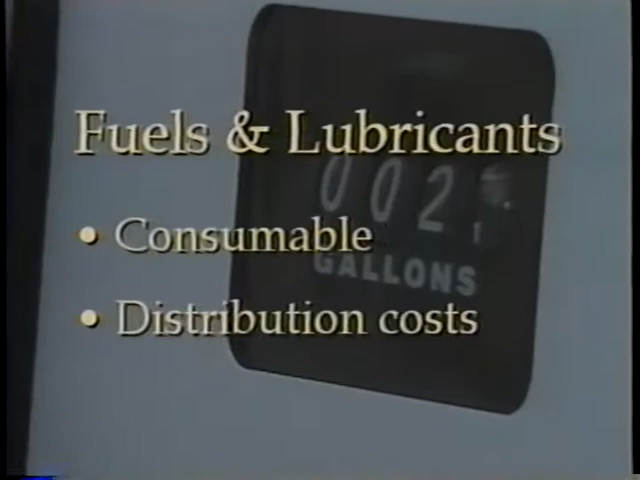 Fuels & Lubricants
002
• Consumable
GALLONS
• Distribution costs